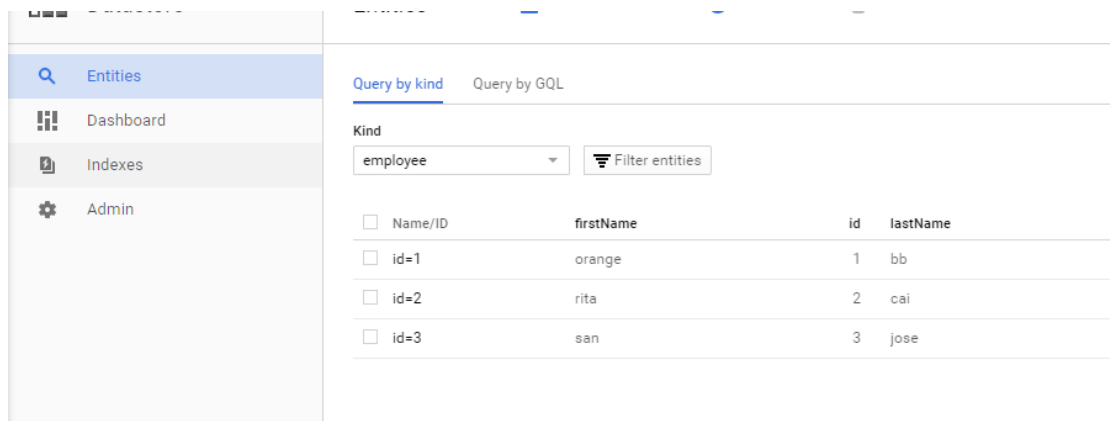 Entities
Dashboard
Indexes
Admin
Query by kind Query by GQL
Kind
employee Filter entities
Name/ID firstName id lastName
id=1 orange 1 bb
id=2 rita 2 cai
id=3 san 3 jose